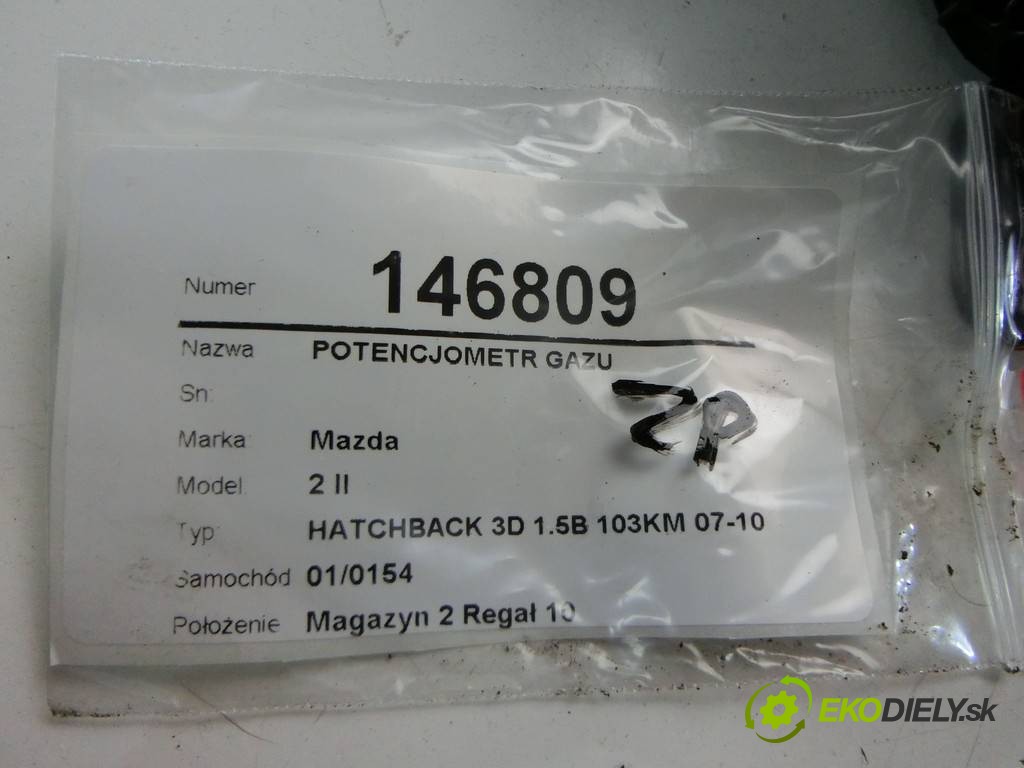 Numer 146809
Nazwa POTENCJOMETR GAZU
Sn:
ZP
Marka: Mazda
Model: 2 II
Typ: HATCHBACK 3D 1.5B 103KM 07-10
Samochód 01/0154
Położenie Magazyn 2 Regał 10
EKODIELY.sk